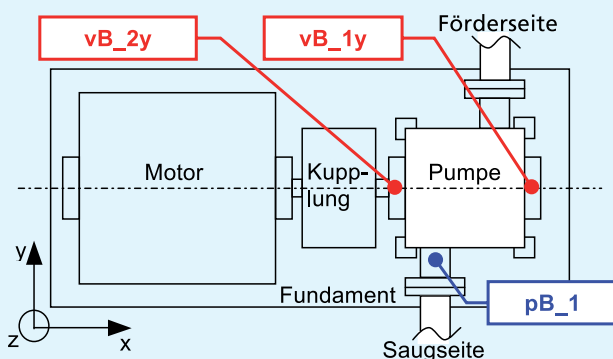 Förderseite
vB_2y
vB_1y
Motor
Kupp-
lung
Pumpe
y
z
x
Fundament
pB_1
Saugseite